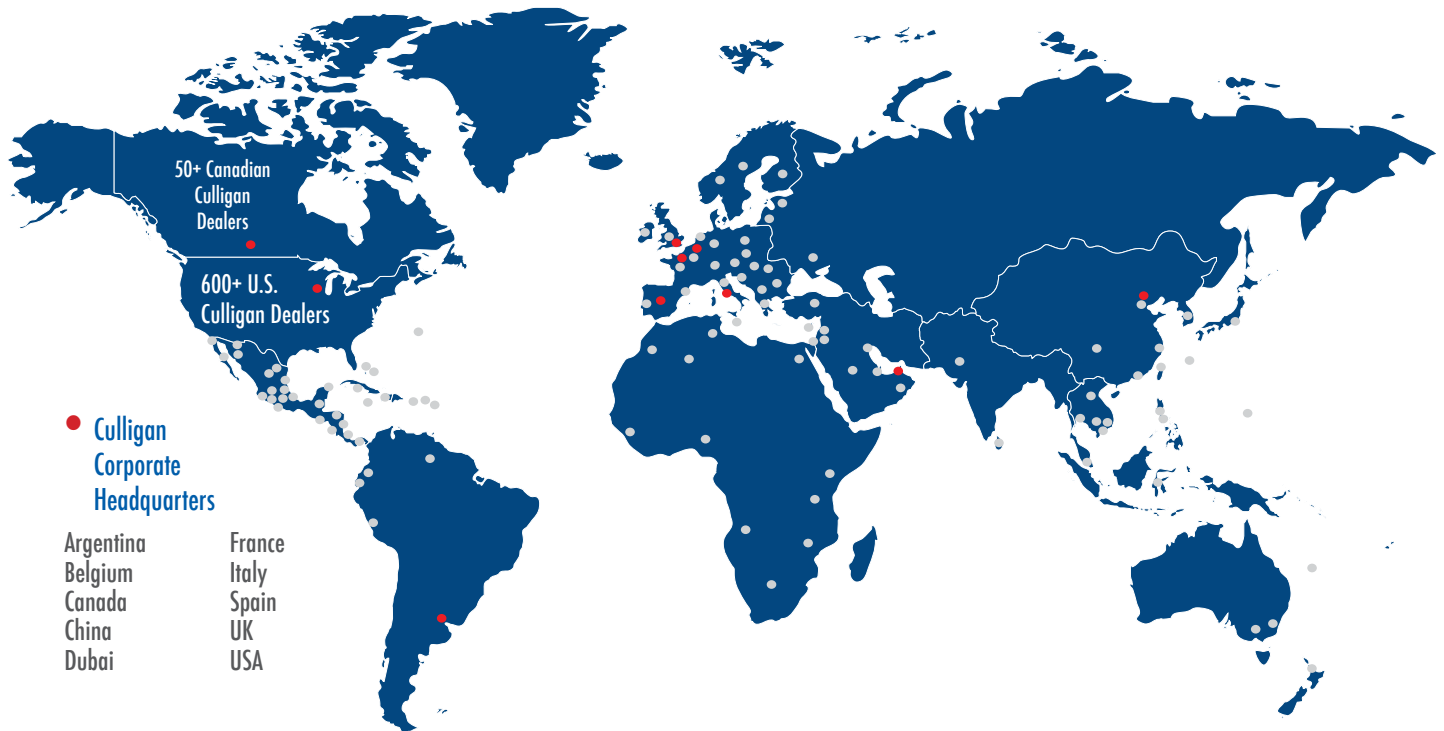 50+ Canadian
Culligan
Dealers
600+ U.S.
Culligan Dealers
Culligan
Corporate
Headquarters
Argentina
Belgium
Canada
China
Dubai
France
Italy
Spain
UK
USA